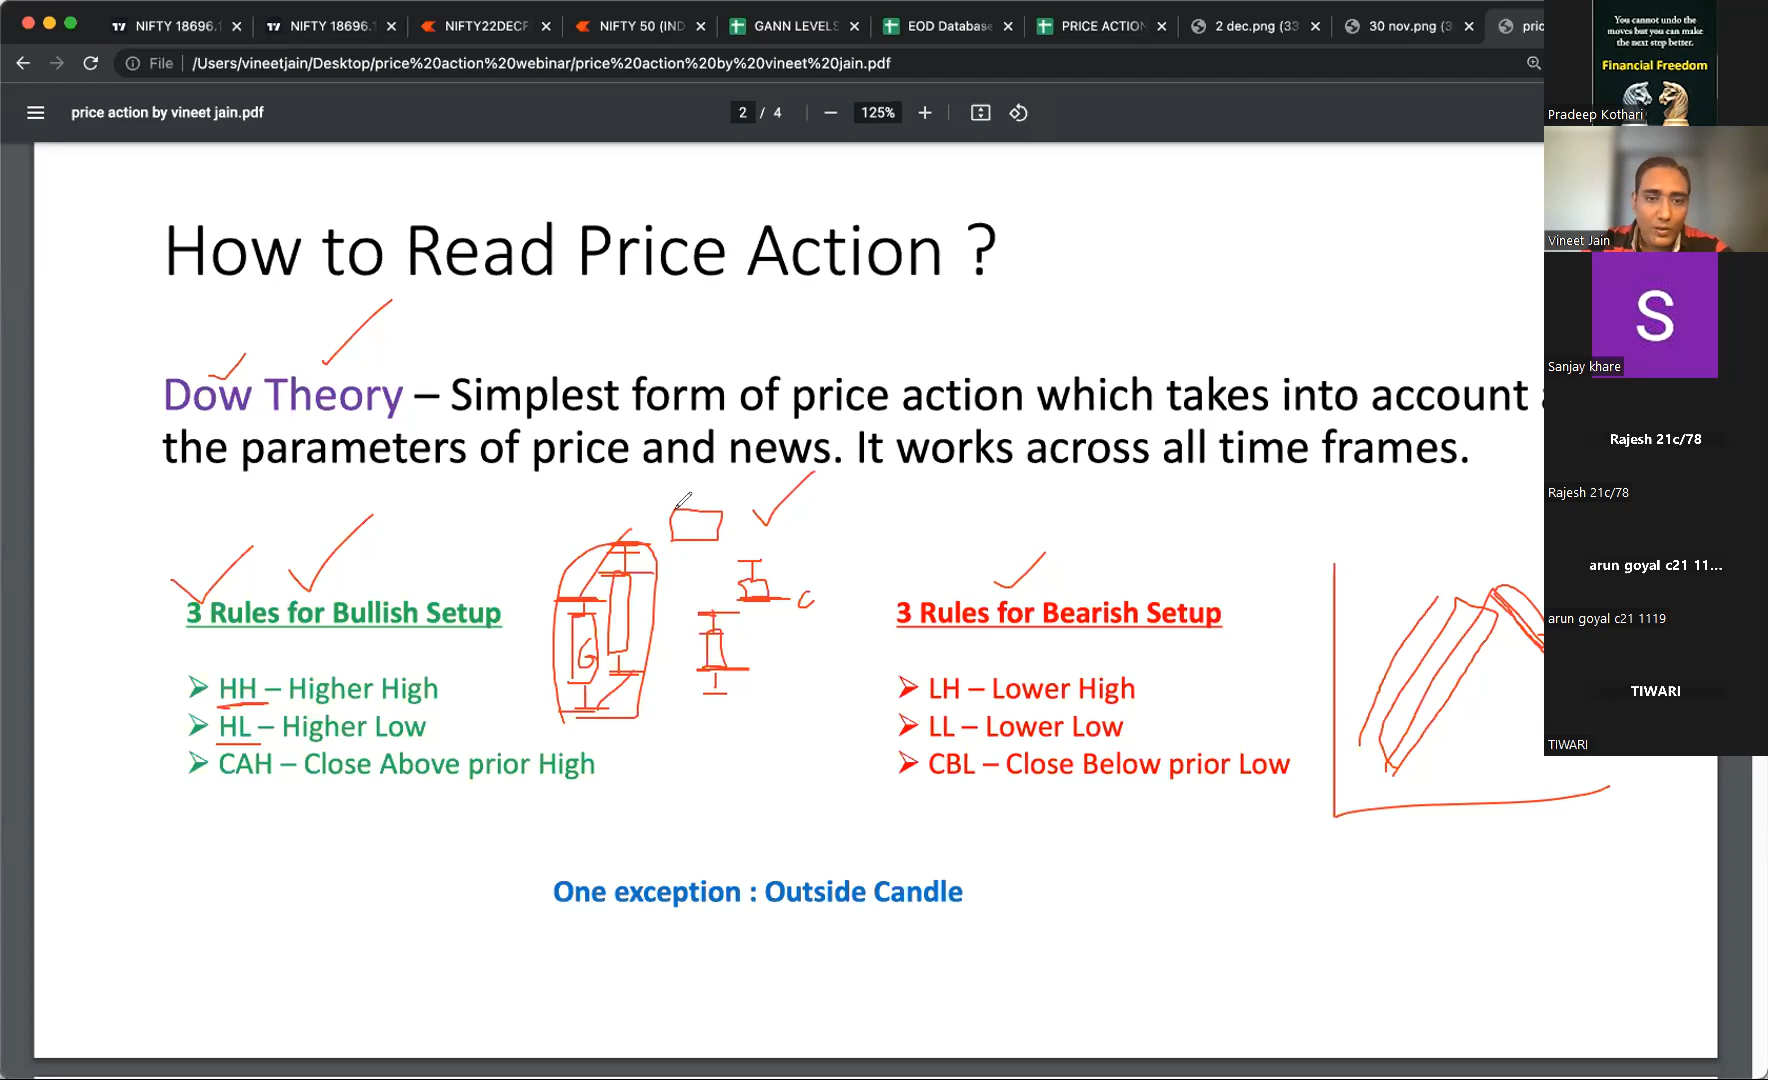 NIFTY 18696.
NIFTY 18696.
NIFTY22DECF
NIFTY 50 (IND
GANN LEVELS
EOD Database
PRICE ACTION
2 dec.png (33
30 nov.png (3
pric
File
/Users/vineetjain/Desktop/price%20action%20webinar/price%20action%20by%20vineet%20jain.pdf
price action by vineet jain.pdf
2 / 4
125%
You cannot undo the
moves but you can make
the next step better.
Financial Freedom
Pradeep Kothari
Vineet Jain
S
Sanjay khare
Rajesh 21c/78
Rajesh 21c/78
arun goyal c21 11...
arun goyal c21 1119
TIWARI
TIWARI
How to Read Price Action ?
Dow Theory – Simplest form of price action which takes into account
the parameters of price and news. It works across all time frames.
3 Rules for Bullish Setup
HH – Higher High
HL – Higher Low
CAH – Close Above prior High
G
C
3 Rules for Bearish Setup
LH – Lower High
LL – Lower Low
CBL – Close Below prior Low
One exception : Outside Candle